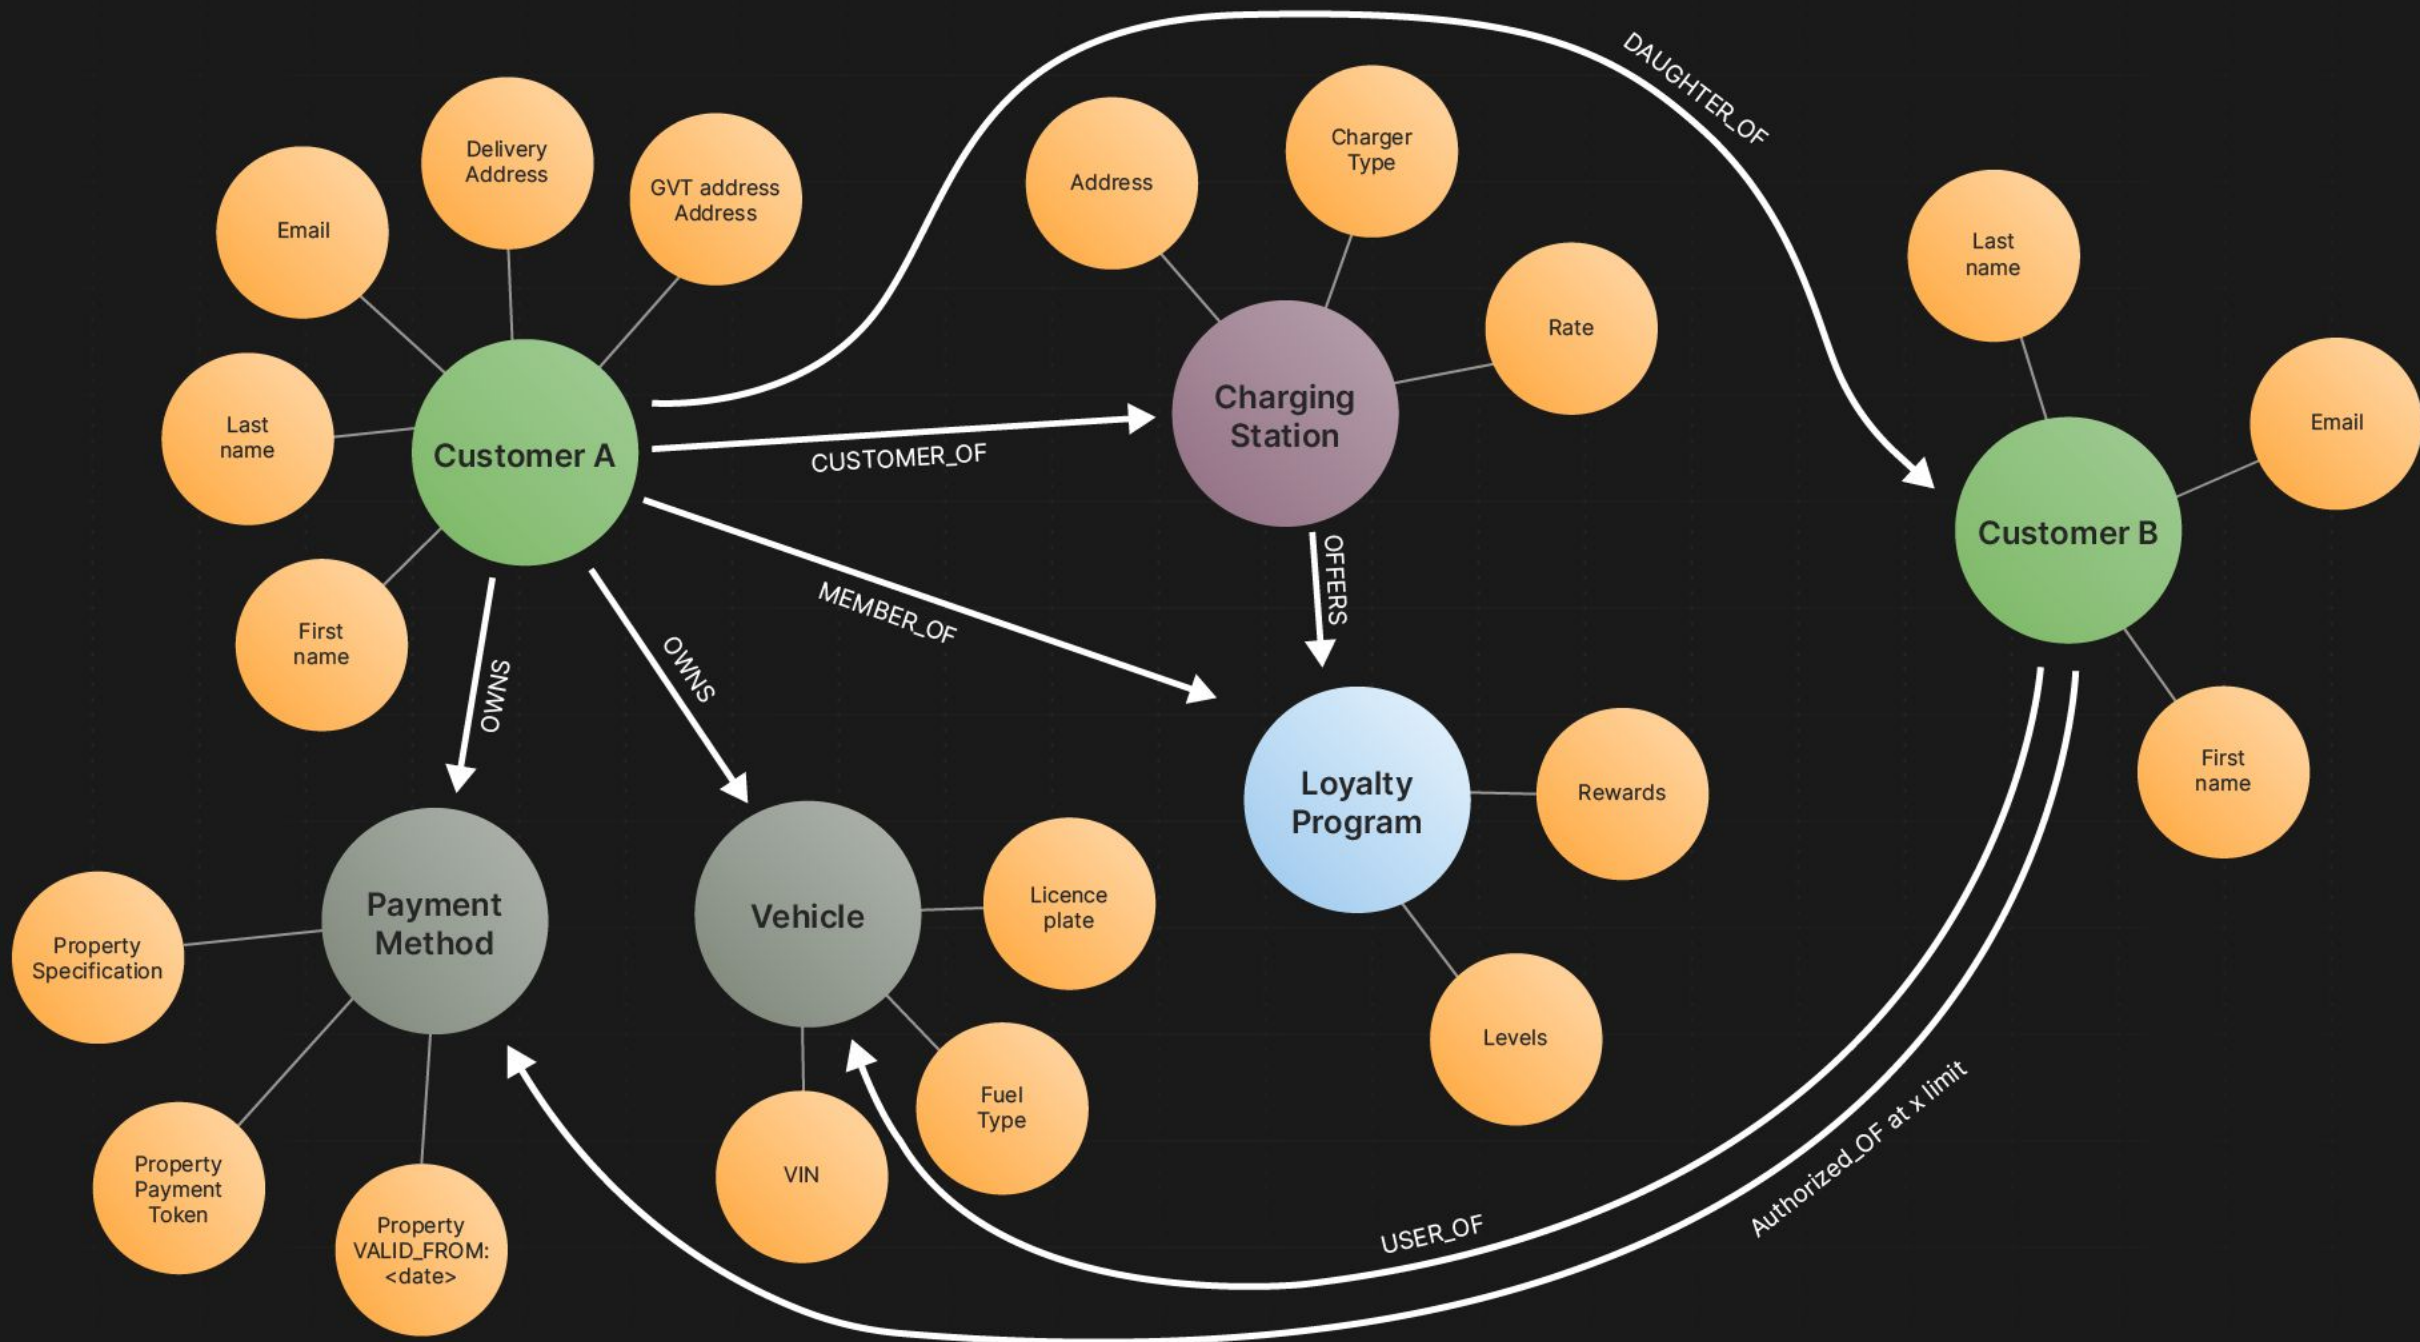 DAUGHTER_OF
Delivery
Address
GVT address
Address
Email
Last
name
First
name
Customer A
Address
Charger
Type
Rate
Charging
Station
CUSTOMER_OF
MEMBER_OF
OFFERS
OWNS
OWNS
Last
name
Email
Customer B
First
name
Loyalty
Program
Rewards
Levels
Payment
Method
Property
Specification
Property
Payment
Token
Property
VALID_FROM:
<date>
Vehicle
Licence
plate
Fuel
Type
VIN
USER_OF
Authorized_OF at x limit